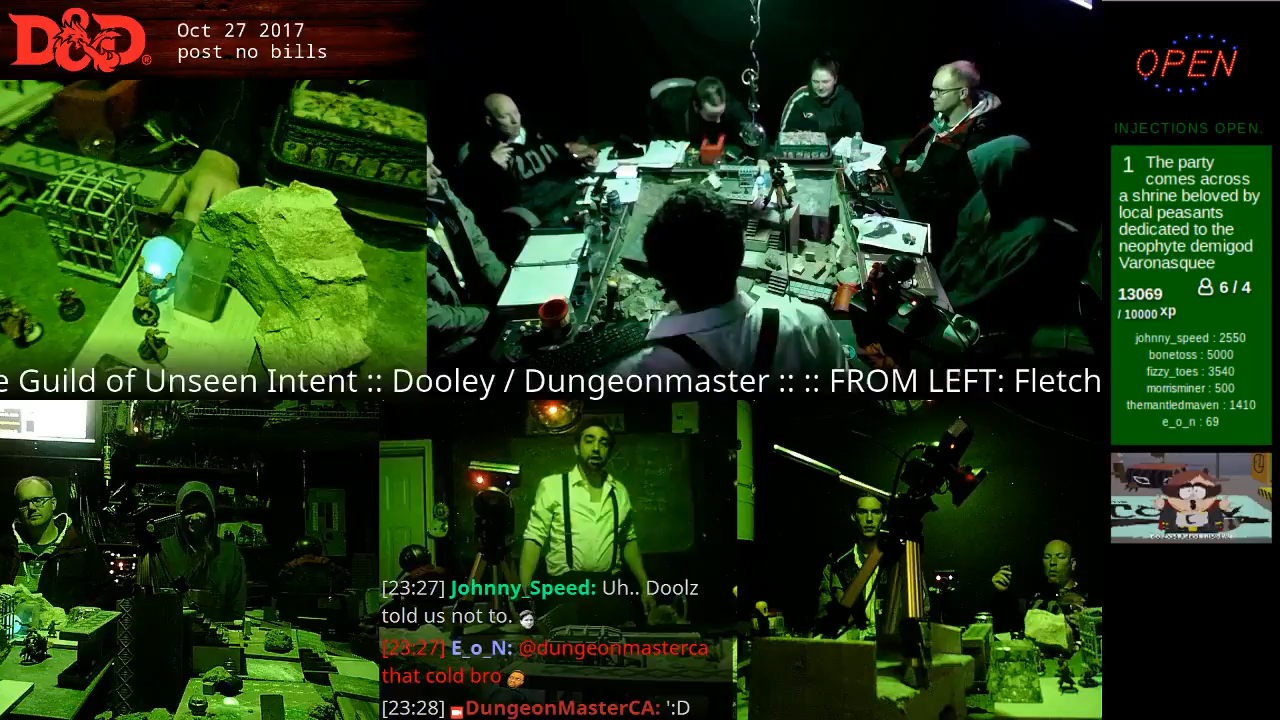 D&D®
Oct 27 2017
post no bills
OPEN
INJECTIONS OPEN.
1 The party
comes across
a shrine beloved by
local peasants
dedicated to the
neophyte demigod
Varonasquee
6 / 4
13069
/ 10000 xp
johnny_speed : 2550
bonetoss : 5000
fizzy_toes : 3540
morrisminer : 500
themantledmaven : 1410
e_o_n : 69
e Guild of Unseen Intent :: Dooley / Dungeonmaster :: :: FROM LEFT: Fletch
[23:27] Johnny_Speed: Uh.. Doolz
told us not to.
[23:27] E_o_N: @dungeonmasterca
that cold bro
[23:28] DungeonMasterCA: ':D